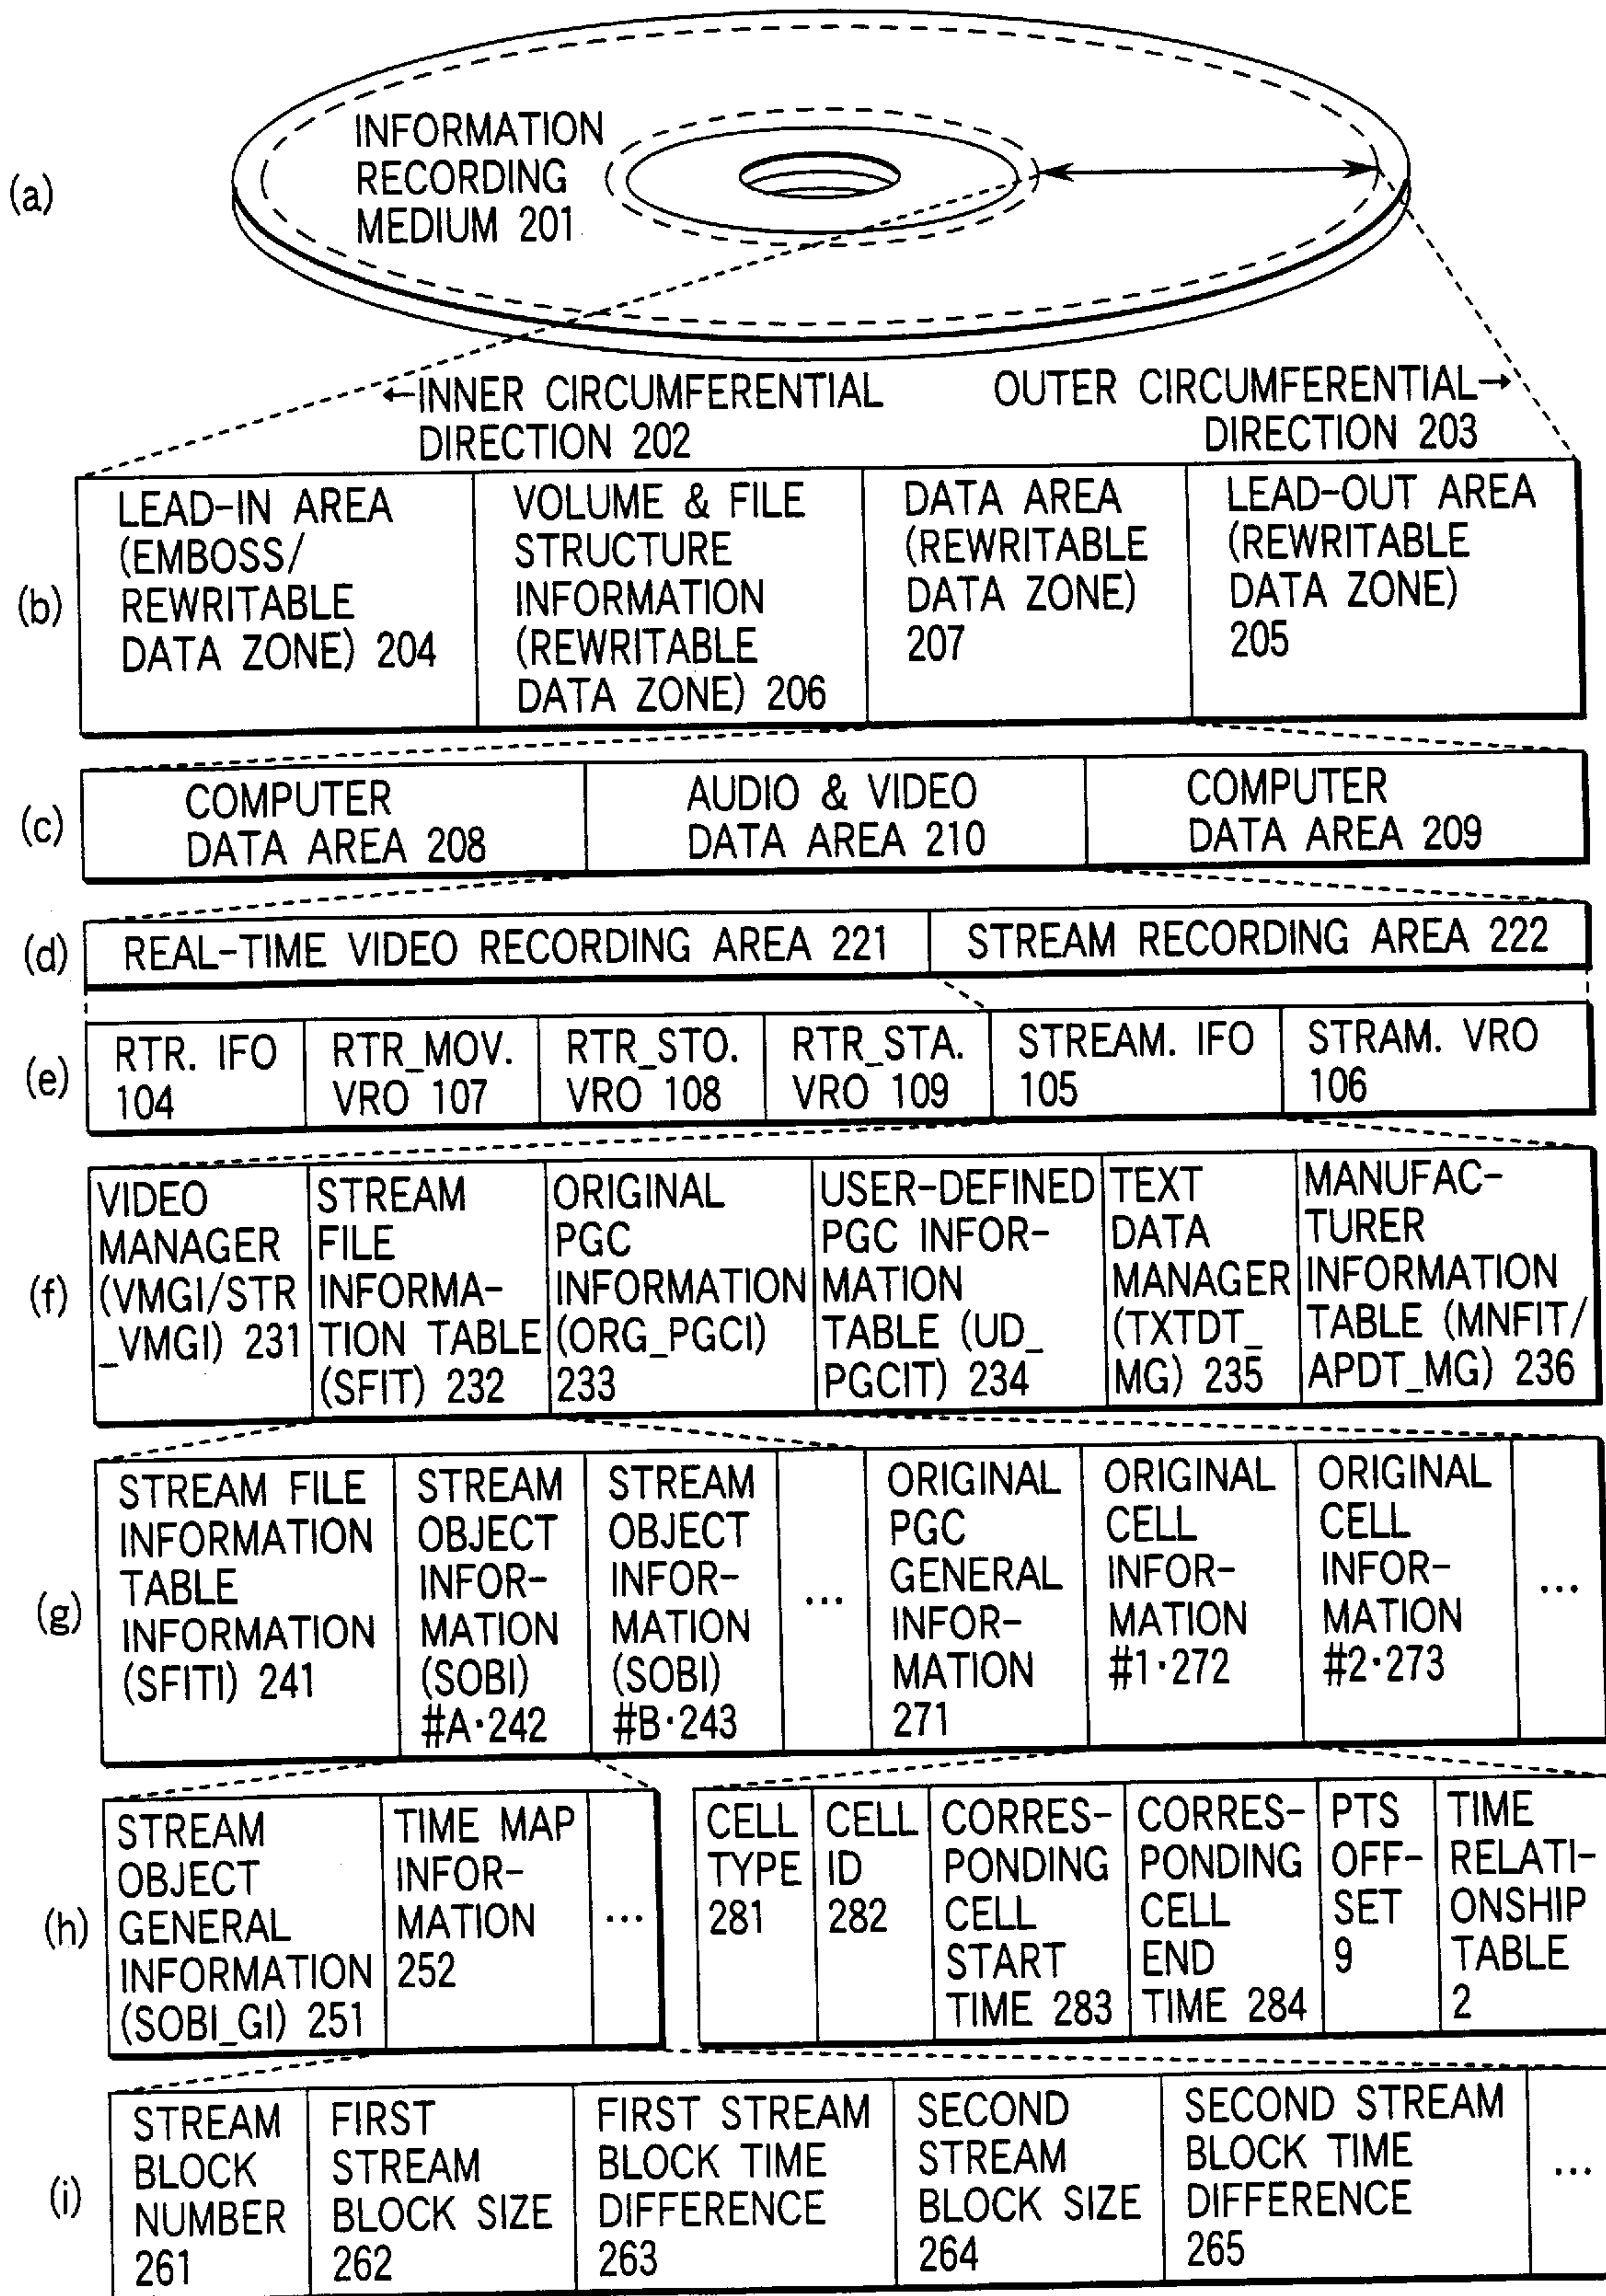 (a)
INFORMATION
RECORDING
MEDIUM 201
←INNER CIRCUMFERENTIAL
DIRECTION 202
OUTER CIRCUMFERENTIAL→
DIRECTION 203
(b)
LEAD-IN AREA
(EMBOSS/
REWRITABLE
DATA ZONE) 204
VOLUME & FILE
STRUCTURE
INFORMATION
(REWRITABLE
DATA ZONE) 206
DATA AREA
(REWRITABLE
DATA ZONE)
207
LEAD-OUT AREA
(REWRITABLE
DATA ZONE)
205
(c)
COMPUTER
DATA AREA 208
AUDIO & VIDEO
DATA AREA 210
COMPUTER
DATA AREA 209
(d)
REAL-TIME VIDEO RECORDING AREA 221
STREAM RECORDING AREA 222
(e)
RTR. IFO
104
RTR_MOV.
VRO 107
RTR_STO.
VRO 108
RTR_STA.
VRO 109
STREAM. IFO
105
STRAM. VRO
106
(f)
VIDEO
MANAGER
(VMGI/STR
_VMGI) 231
STREAM
FILE
INFORMA-
TION TABLE
(SFIT) 232
ORIGINAL
PGC
INFORMATION
(ORG_PGCI)
233
USER-DEFINED
PGC INFOR-
MATION
TABLE (UD_
PGCIT) 234
TEXT
DATA
MANAGER
(TXTDT_
MG) 235
MANUFAC-
TURER
INFORMATION
TABLE (MNFIT/
APDT_MG) 236
(g)
STREAM FILE
INFORMATION
TABLE
INFORMATION
(SFITI) 241
STREAM
OBJECT
INFOR-
MATION
(SOBI)
#A·242
STREAM
OBJECT
INFOR-
MATION
(SOBI)
#B·243
...
ORIGINAL
PGC
GENERAL
INFOR-
MATION
271
ORIGINAL
CELL
INFOR-
MATION
#1·272
ORIGINAL
CELL
INFOR-
MATION
#2·273
...
(h)
STREAM
OBJECT
GENERAL
INFORMATION
(SOBI_GI) 251
TIME MAP
INFOR-
MATION
252
...
CELL
TYPE
281
CELL
ID
282
CORRES-
PONDING
CELL
START
TIME 283
CORRES-
PONDING
CELL
END
TIME 284
PTS
OFF-
SET
9
TIME
RELATI-
ONSHIP
TABLE
2
(i)
STREAM
BLOCK
NUMBER
261
FIRST
STREAM
BLOCK SIZE
262
FIRST STREAM
BLOCK TIME
DIFFERENCE
263
SECOND
STREAM
BLOCK SIZE
264
SECOND STREAM
BLOCK TIME
DIFFERENCE
265
...